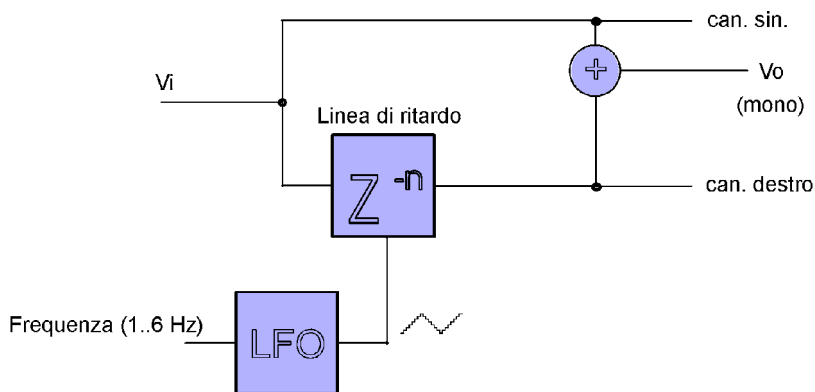 can. sin.
Vi
+
Vo
(mono)
Linea di ritardo
Z -n
can. destro
Frequenza (1..6 Hz)
LFO